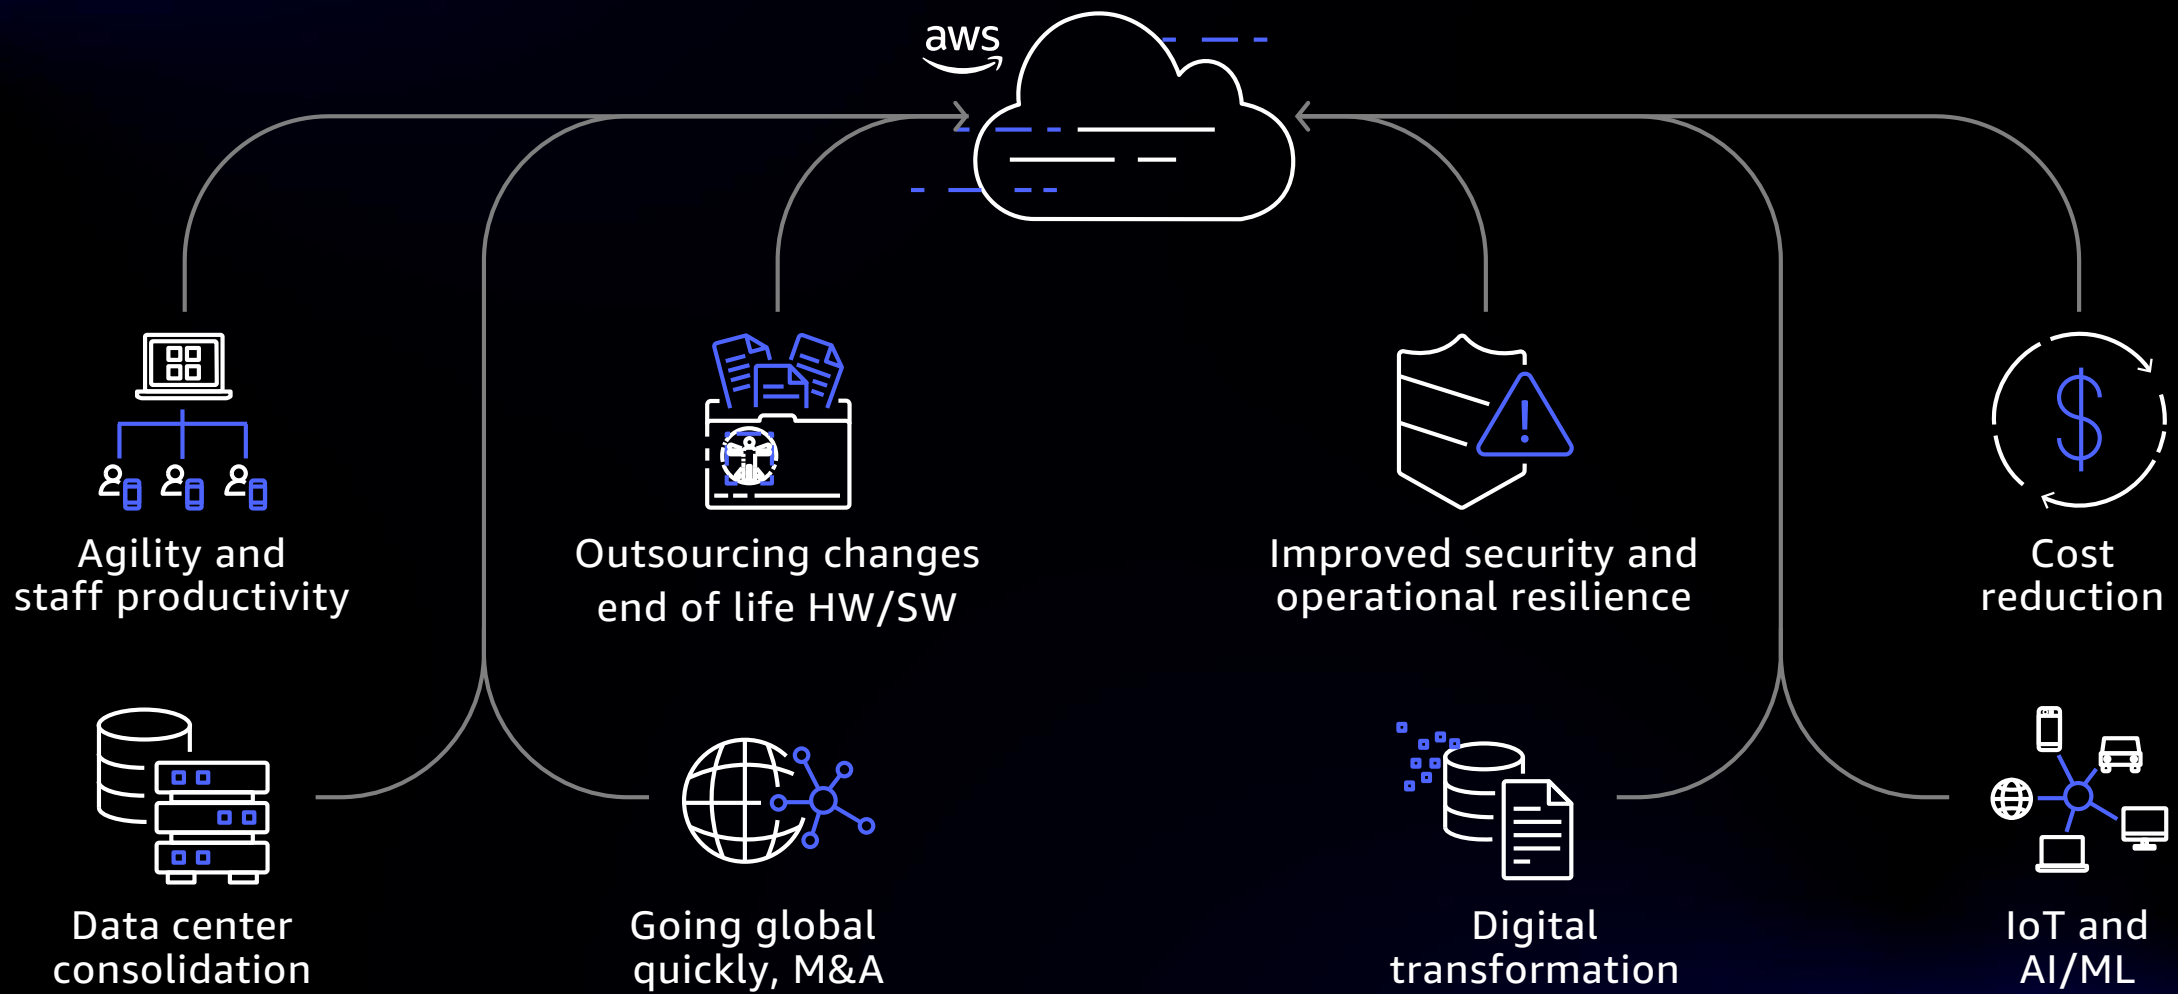 aws
Agility and
staff productivity
Outsourcing changes
end of life HW/SW
Improved security and
operational resilience
Cost
reduction
Data center
consolidation
Going global
quickly, M&A
Digital
transformation
IoT and
AI/ML